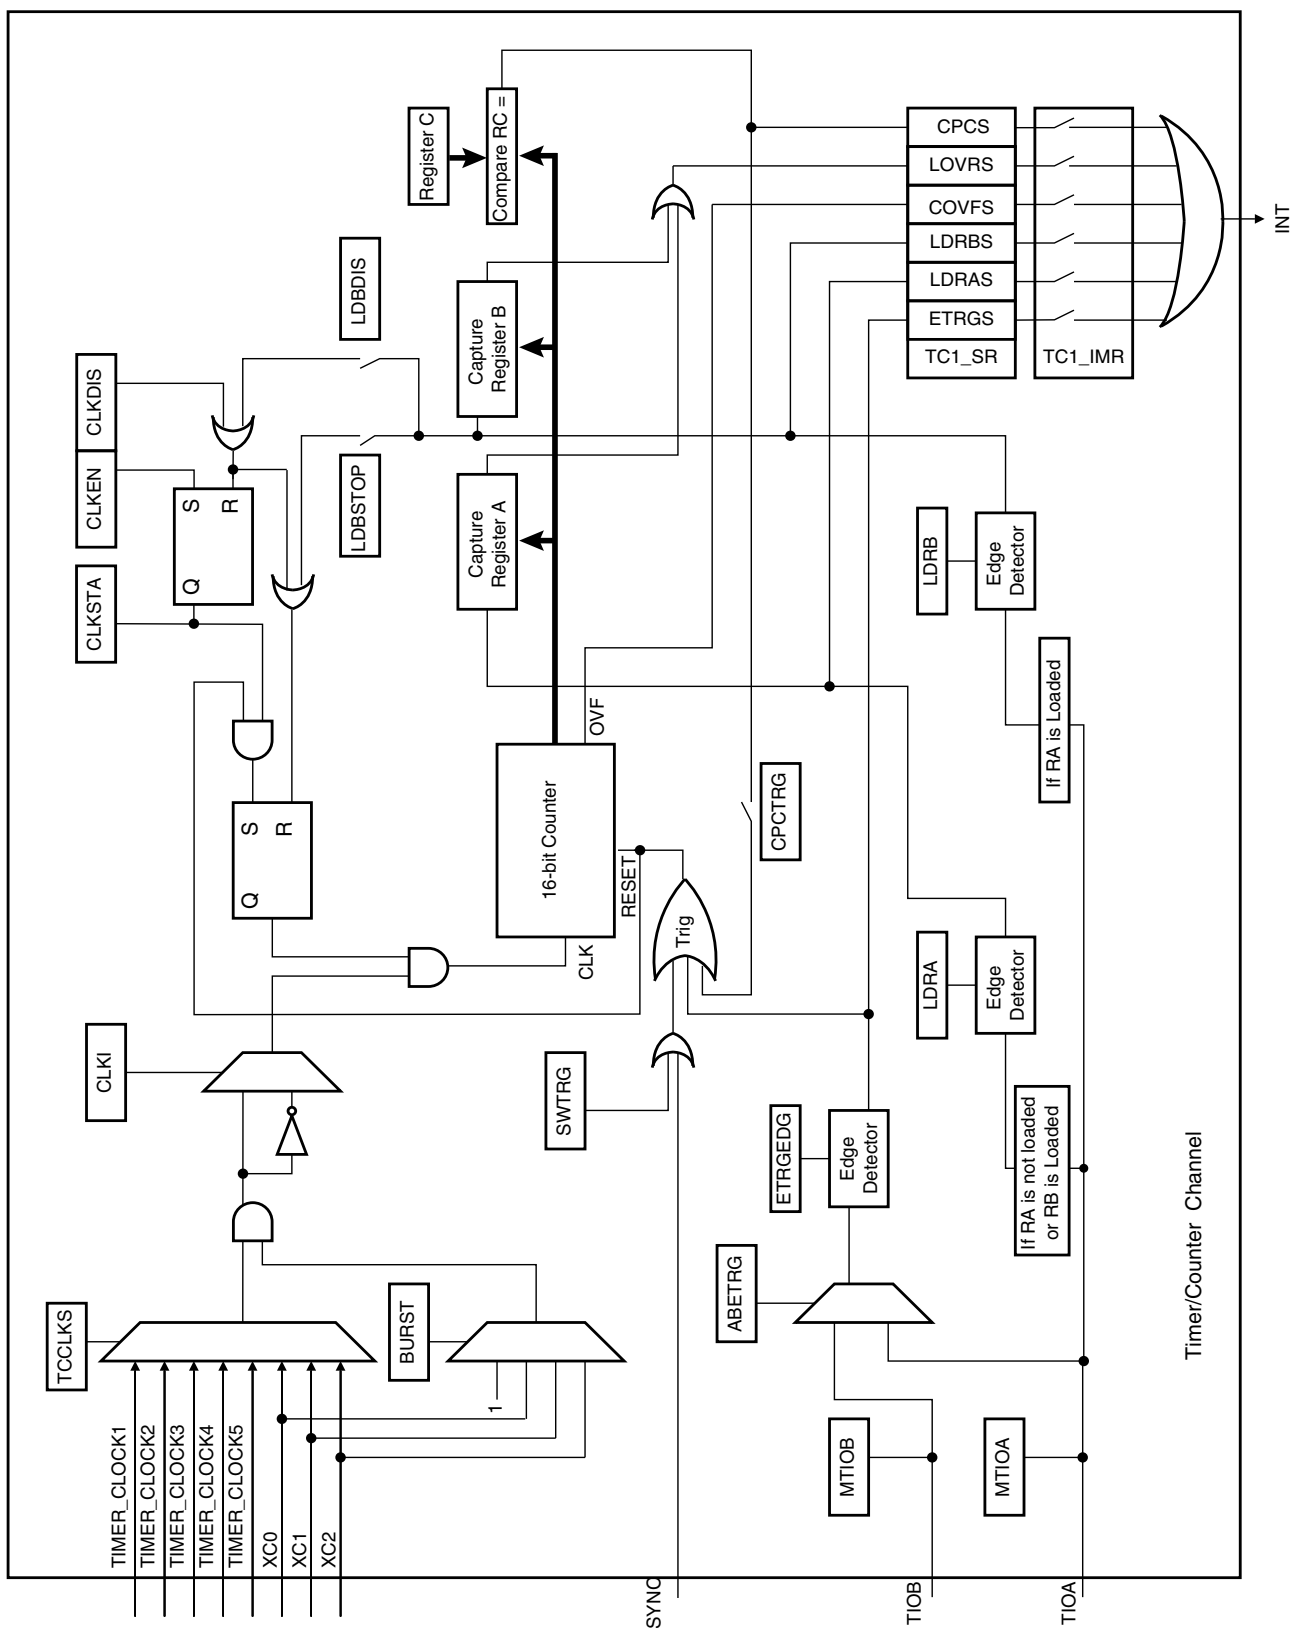 TCCLKS
TIMER_CLOCK1
TIMER_CLOCK2
TIMER_CLOCK3
TIMER_CLOCK4
TIMER_CLOCK5
XC0
XC1
XC2
BURST
1
CLKI
CLKSTA
CLKEN
CLKDIS
Q
S
R
Q
S
R
LDBSTOP
LDBDIS
Register C
Compare RC =
Capture
Register A
Capture
Register B
16-bit Counter
CLK
OVF
RESET
Trig
SWTRG
CPCTRG
SYNC
ABETRG
ETRGEDG
Edge
Detector
MTIOB
TIOB
MTIOA
TIOA
LDRA
Edge
Detector
If RA is not loaded
or RB is Loaded
LDRB
Edge
Detector
If RA is Loaded
CPCS
LOVRS
COVFS
LDRBS
LDRAS
ETRGS
TC1_SR
TC1_IMR
INT
Timer/Counter Channel